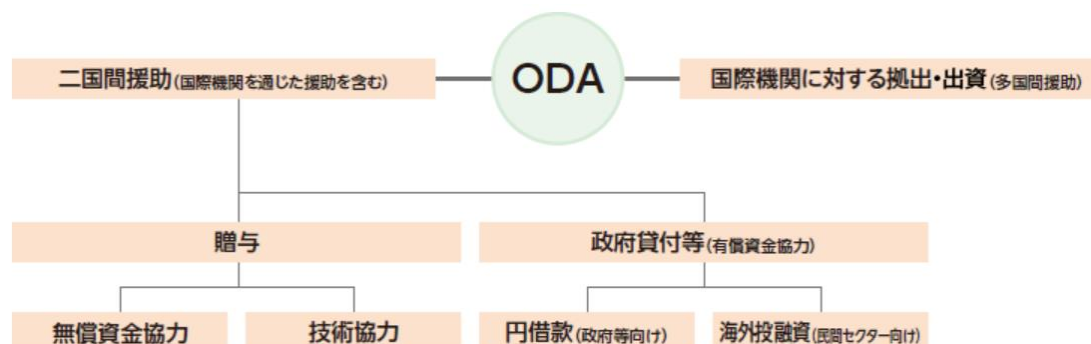 二国間援助(国際機関を通じた援助を含む)
ODA
国際機関に対する拠出・出資(多国間援助)
贈与
政府貸付等(有償資金協力)
無償資金協力
技術協力
円借款(政府等向け)
海外投融資(民間セクター向け)